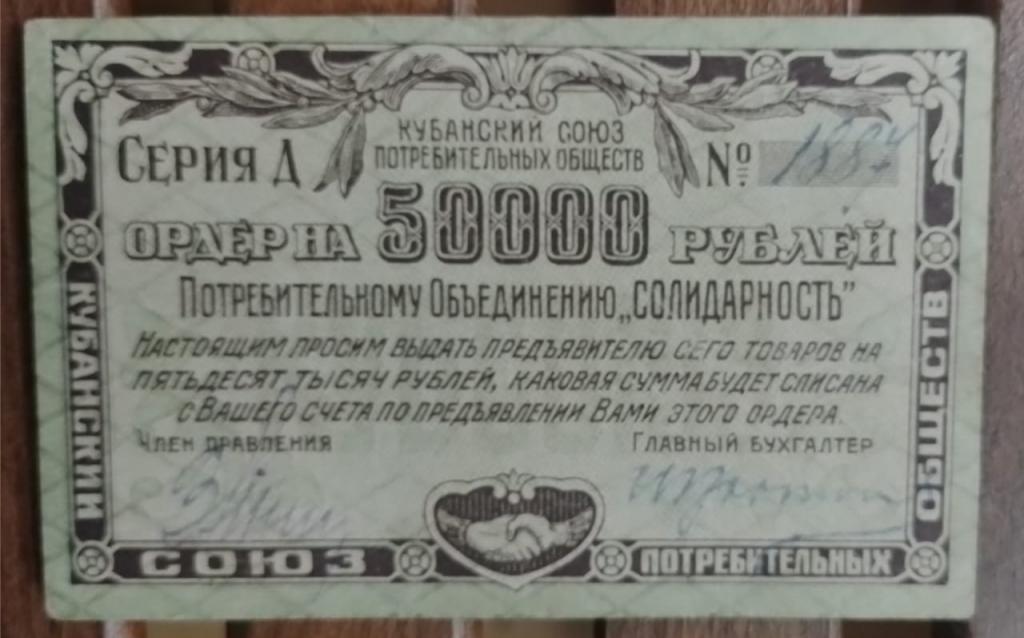 КУБАНСКИЙ СОЮЗ
ПОТРЕБИТЕЛЬНЫХ ОБЩЕСТВ
СЕРИЯ Д
№ 1887
ОРДЕР НА 50000 РУБЛЕЙ
ПОТРЕБИТЕЛЬНОМУ ОБЪЕДИНЕНИЮ „СОЛИДАРНОСТЬ"
НАСТОЯЩИМ ПРОСИМ ВЫДАТЬ ПРЕДЪЯВИТЕЛЮ СЕГО ТОВАРОВ НА
ПЯТЬДЕСЯТ ТЫСЯЧ РУБЛЕЙ, КАКОВАЯ СУММА БУДЕТ СПИСАНА
С ВАШЕГО СЧЕТА ПО ПРЕДЪЯВЛЕНИИ ВАМИ ЭТОГО ОРДЕРА.
ЧЛЕН ПРАВЛЕНИЯ
ГЛАВНЫЙ БУХГАЛТЕР
КУБАНСКИЙ
СОЮЗ
ПОТРЕБИТЕЛЬНЫХ
ОБЩЕСТВ